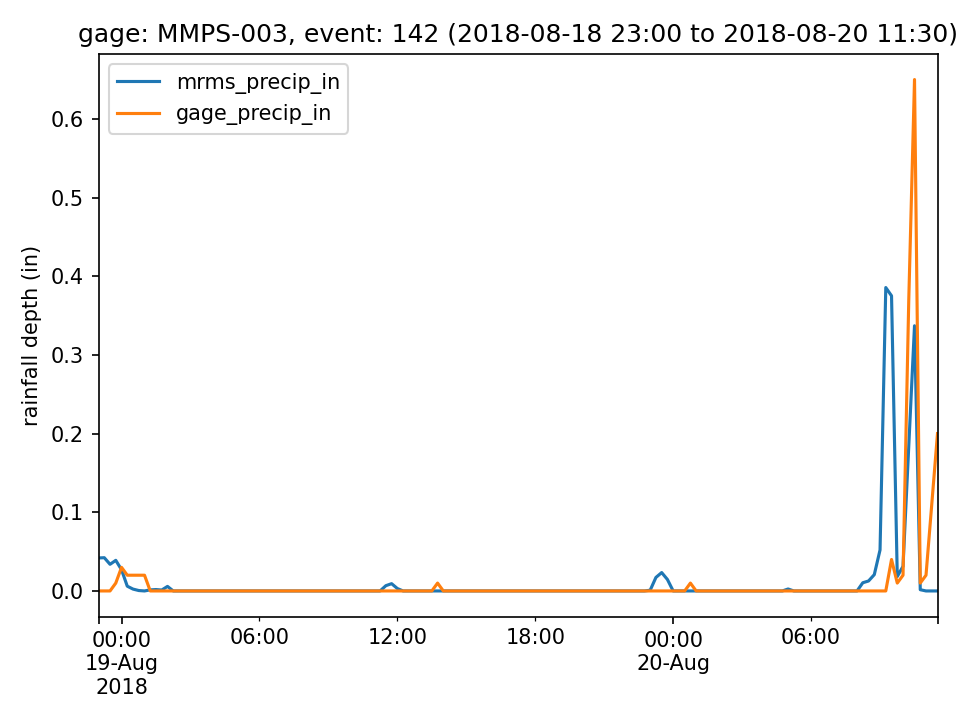 gage: MMPS-003, event: 142 (2018-08-18 23:00 to 2018-08-20 11:30)
mrms_precip_in
gage_precip_in
rainfall depth (in)
0.6
0.5
0.4
0.3
0.2
0.1
0.0
00:00 06:00 12:00 18:00 00:00 06:00
19-Aug 20-Aug
2018